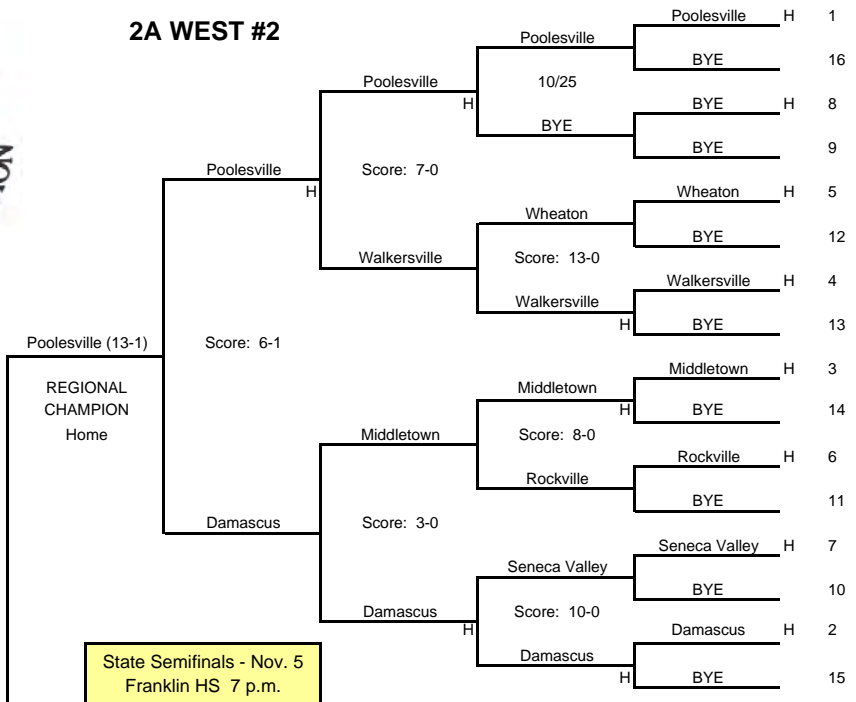 2A WEST #2
Poolesville H 1
Poolesville
BYE 16
Poolesville 10/25
H
BYE H 8
BYE
BYE 9
Poolesville Score: 7-0
H
Wheaton H 5
Wheaton
BYE 12
Walkersville Score: 13-0
Walkersville H 4
Walkersville
H BYE 13
Poolesville (13-1) Score: 6-1
REGIONAL
CHAMPION
Home
Middletown H 3
Middletown
H BYE 14
Middletown Score: 8-0
Rockville H 6
Rockville
BYE 11
Damascus Score: 3-0
Seneca Valley H 7
Seneca Valley
BYE 10
Damascus Score: 10-0
H
Damascus H 2
Damascus
H BYE 15
State Semifinals - Nov. 5
Franklin HS 7 p.m.